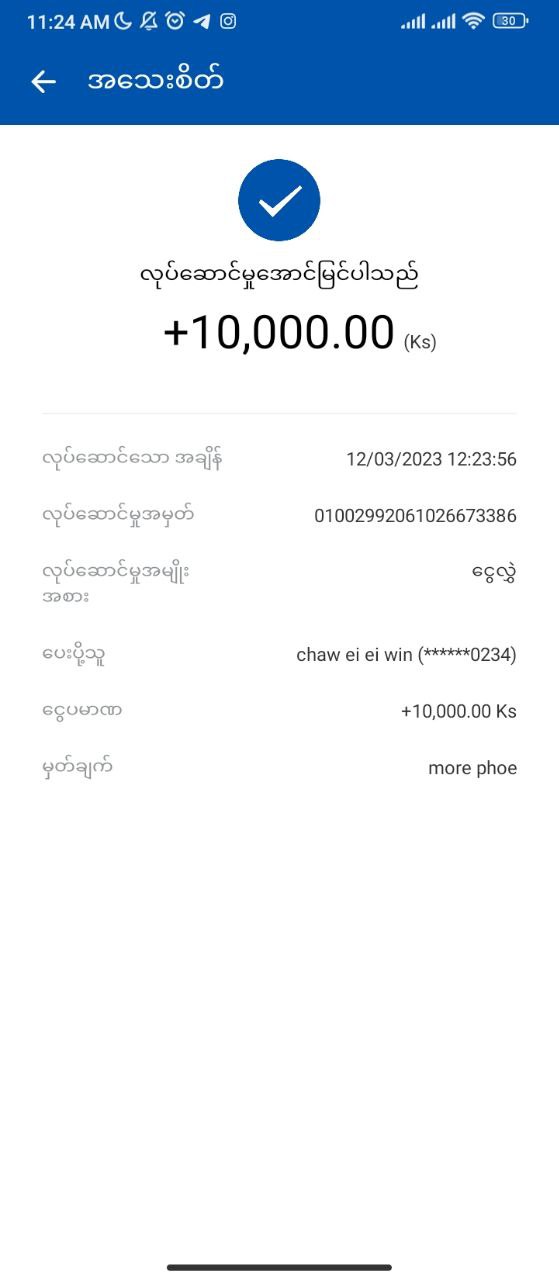 11:24 AM 30
အသေးစိတ်
လုပ်ဆောင်မှုအောင်မြင်ပါသည်
+10,000.00 (Ks)
လုပ်ဆောင်သော အချိန် 12/03/2023 12:23:56
လုပ်ဆောင်မှုအမှတ် 01002992061026673386
လုပ်ဆောင်မှုအမျိုး ငွေလွှဲ
အစား
ပေးပို့သူ chaw ei ei win (******0234)
ငွေပမာဏ +10,000.00 Ks
မှတ်ချက် more phoe